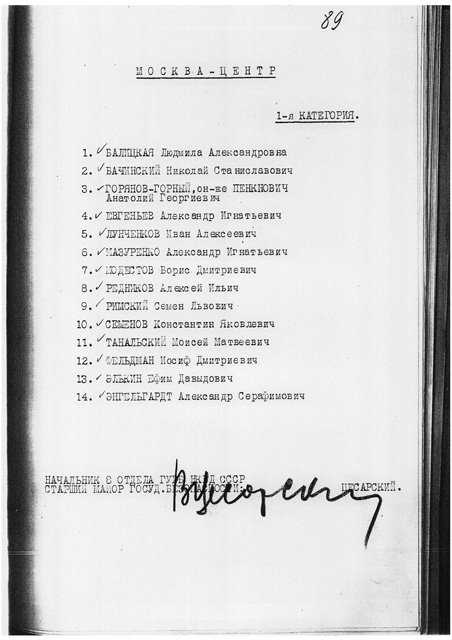 89
МОСКВА-ЦЕНТР
1-я КАТЕГОРИЯ.
1. ✓БАЛИЦКАЯ Людмила Александровна
2. ✓БАЧИНСКИЙ Николай Станиславович
3. ✓ГОРЯНОВ-ГОРНЫЙ, он-же ПЕНКНОВИЧ
Анатолий Георгиевич
4. ✓ЕВГЕНЬЕВ Александр Игнатьевич
5. ✓ЛУНЧЕНКОВ Иван Алексеевич
6. ✓МАЗУРЕНКО Александр Игнатьевич
7. ✓МОДЕСТОВ Борис Дмитриевич
8. ✓РЕДНИКОВ Алексей Ильич
9. ✓РИМСКИЙ Семен Львович
10. ✓СЕМЕНОВ Константин Яковлевич
11. ✓ТАНАЛЬСКИЙ Моисей Матвеевич
12. ✓ФЕЛЬДМАН Иосиф Дмитриевич
13. ✓ЭЛЬКИН Ефим Давыдович
14. ✓ЭНГЕЛЬГАРДТ Александр Серафимович
НАЧАЛЬНИК 8 ОТДЕЛА ГУГБ НКВД СССР
СТАРШИЙ МАЙОР ГОСУД.БЕЗОПАСНОСТИ: ЦЕСАРСКИЙ.